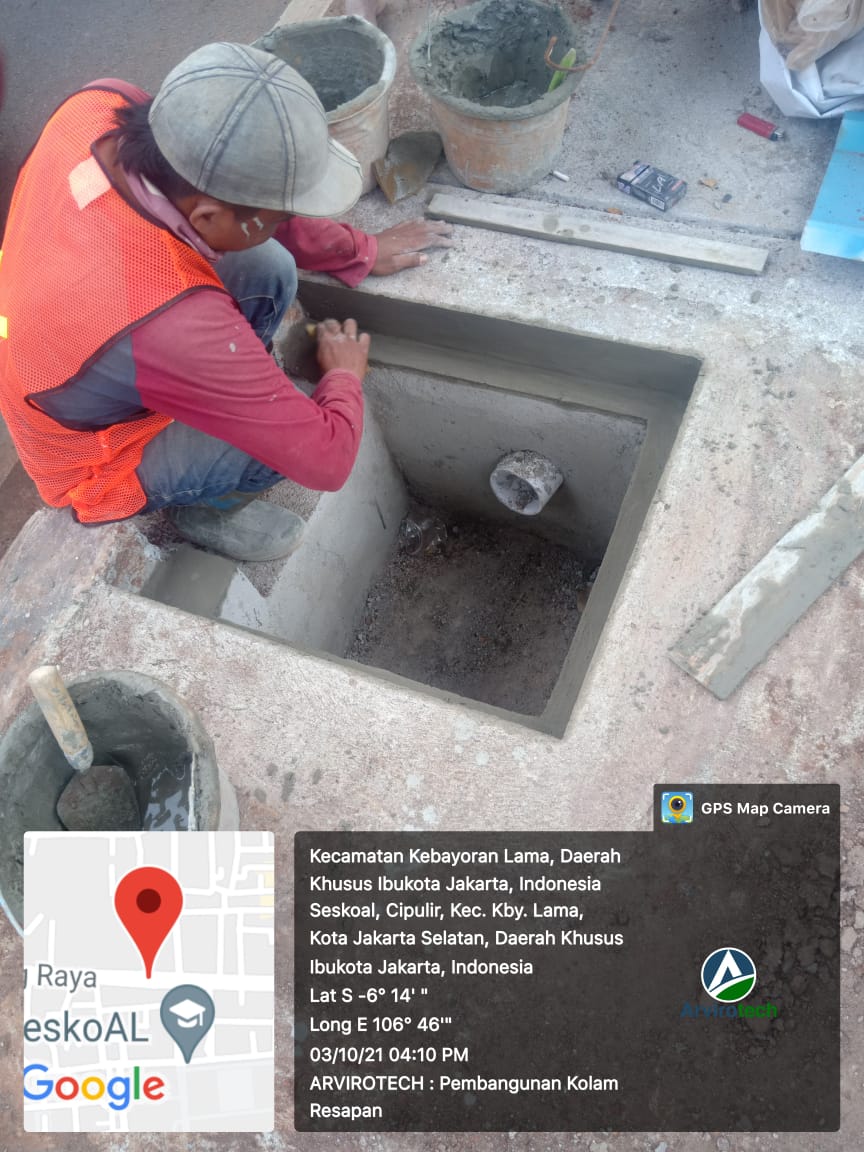 GPS Map Camera
Kecamatan Kebayoran Lama, Daerah
Khusus Ibukota Jakarta, Indonesia
Seskoal, Cipulir, Kec. Kby. Lama,
Kota Jakarta Selatan, Daerah Khusus
Ibukota Jakarta, Indonesia
Lat S -6° 14' "
Long E 106° 46'"
03/10/21 04:10 PM
ARVIROTECH : Pembangunan Kolam
Resapan
Arvirotech
Raya
eskoAL
Google
LA